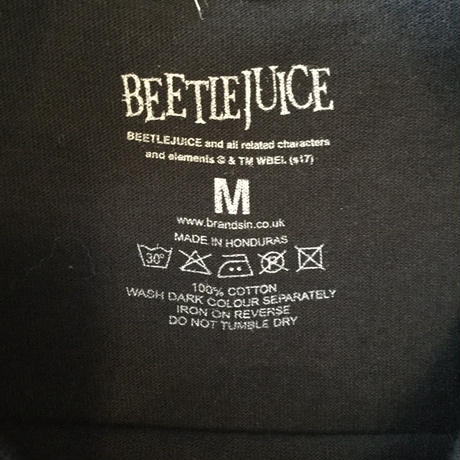 BEETLEJUICE
BEETLEJUICE and all related characters
and elements © & TM WBEI. (s17)
M
www.brandsin.co.uk
MADE IN HONDURAS
30°
100% COTTON
WASH DARK COLOUR SEPARATELY
IRON ON REVERSE
DO NOT TUMBLE DRY